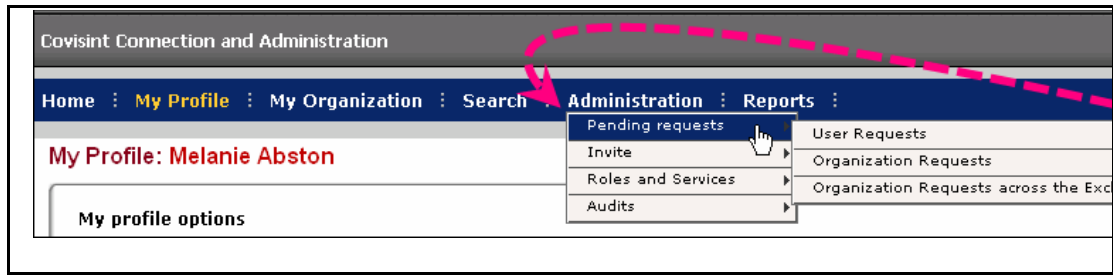 Covisint Connection and Administration
Home ⋮ My Profile ⋮ My Organization ⋮ Search ⋮ Administration ⋮ Reports ⋮
Pending requests
User Requests
My Profile: Melanie Abston
Invite
Organization Requests
Roles and Services
Organization Requests across the
My profile options
Audits